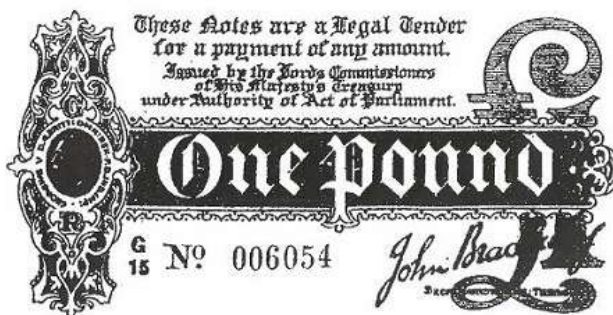 These Notes are a Legal Tender
for a payment of any amount.
Issued by the Lords Commissioners
of His Majesty's Treasury
under Authority of Act of Parliament.
£1
G
R
One Pound
G
15 Nº 006054
John